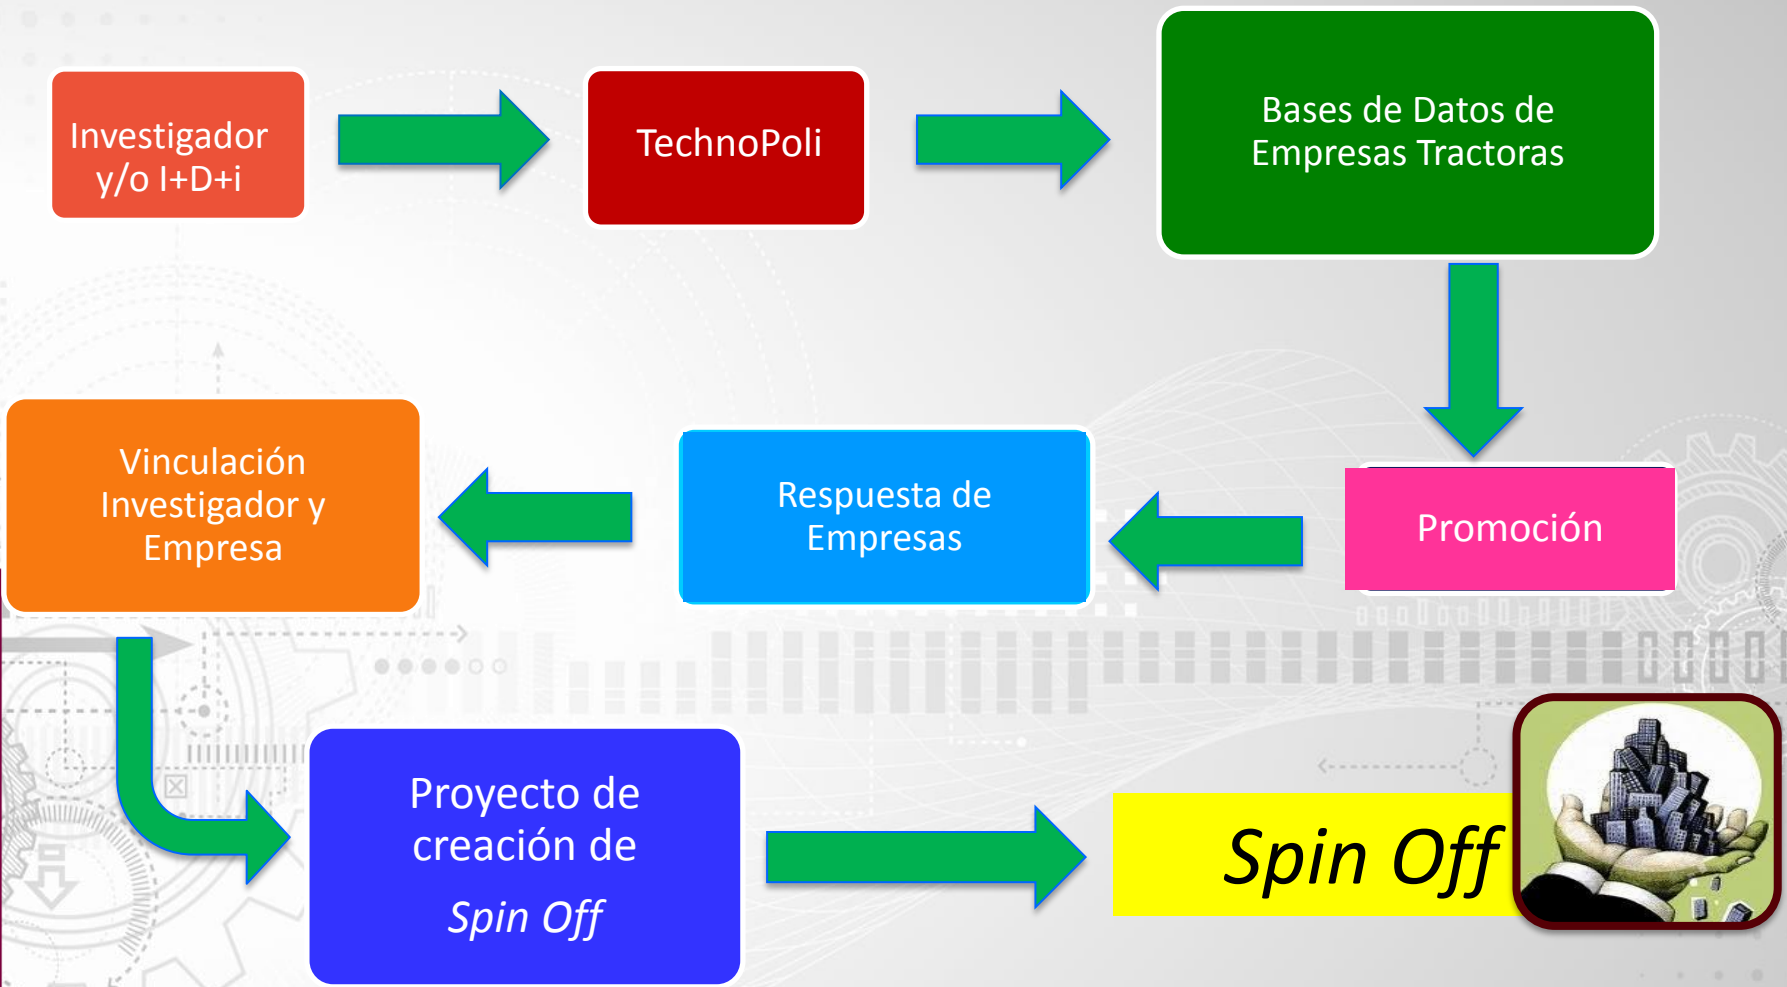 Investigador
y/o I+D+i
TechnoPoli
Bases de Datos de
Empresas Tractoras
Promoción
Respuesta de
Empresas
Vinculación
Investigador y
Empresa
Proyecto de
creación de
Spin Off
Spin Off